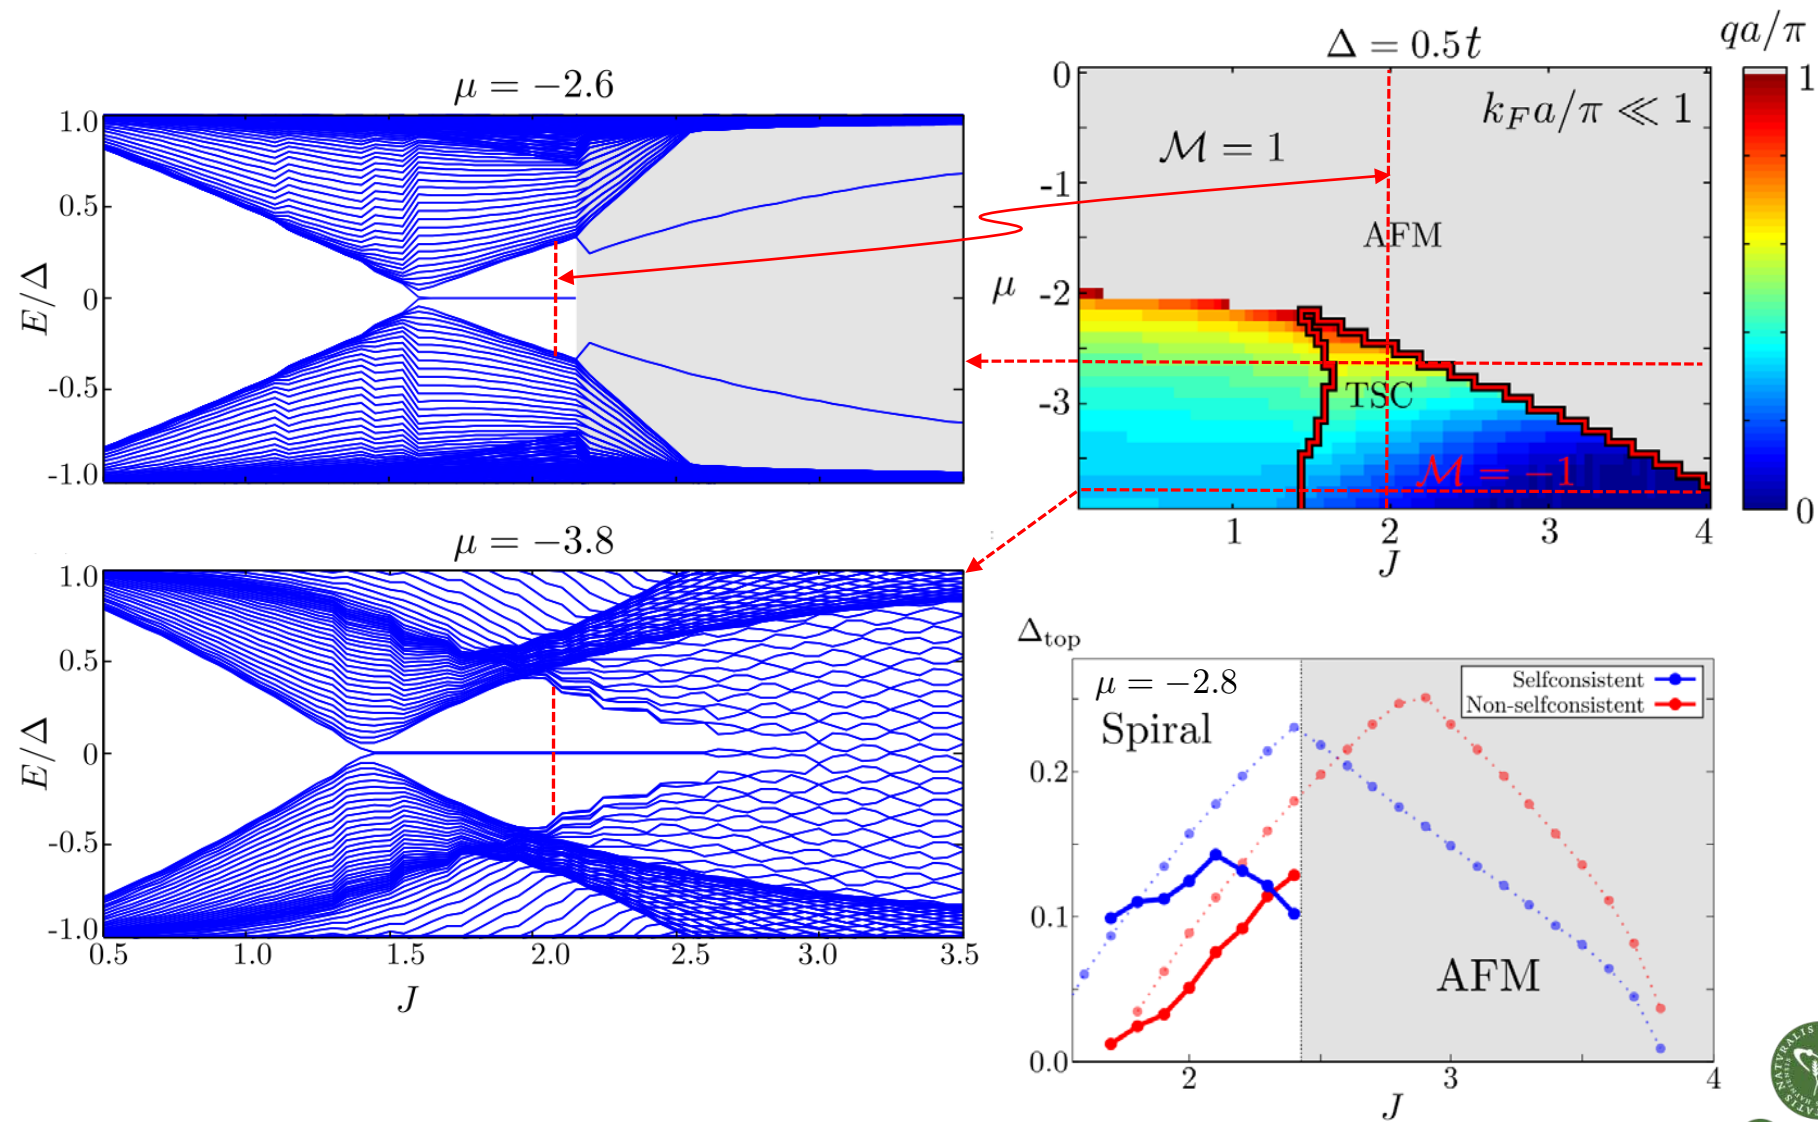 μ = −2.6
1.0
0.5
0
-0.5
-1.0
E/Δ
μ = −3.8
1.0
0.5
0
-0.5
-1.0
E/Δ
0.5 1.0 1.5 2.0 2.5 3.0 3.5
J
Δ = 0.5t
qa/π
1
0
k_F a/π ≪ 1
ℳ = 1
AFM
TSC
ℳ = −1
0
-1
-2
-3
μ
1 2 3 4
J
Δ_top
μ = −2.8
Spiral
Selfconsistent
Non-selfconsistent
AFM
0.2
0.1
0.0
2 3 4
J